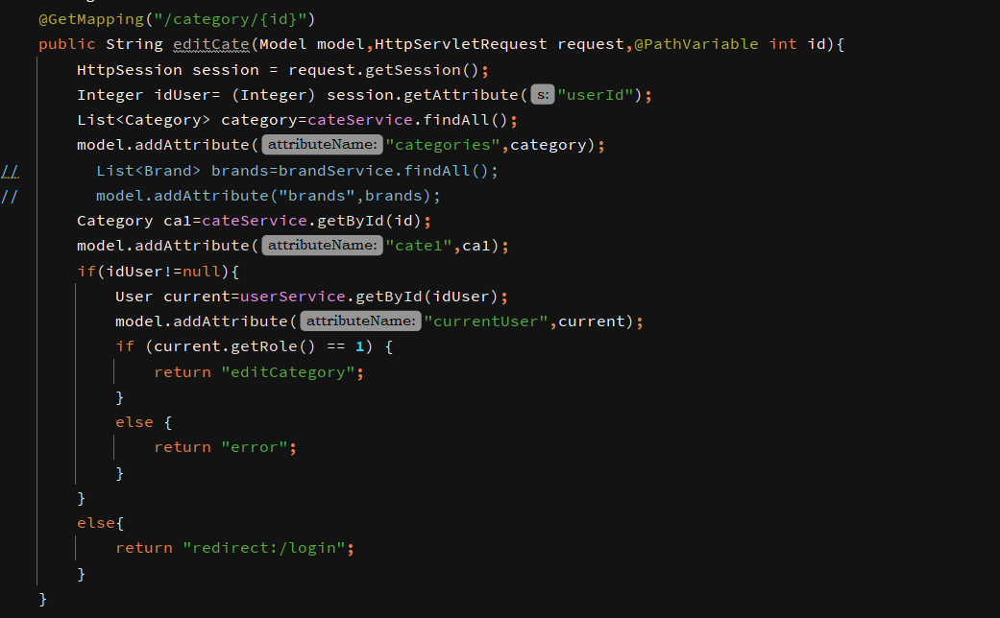 @GetMapping("/category/{id}")
public String editCate(Model model,HttpServletRequest request,@PathVariable int id){
HttpSession session = request.getSession();
Integer idUser= (Integer) session.getAttribute( s: "userId");
List<Category> category=cateService.findAll();
model.addAttribute( attributeName: "categories",category);
// List<Brand> brands=brandService.findAll();
// model.addAttribute("brands",brands);
Category ca1=cateService.getById(id);
model.addAttribute( attributeName: "cate1",ca1);
if(idUser!=null){
User current=userService.getById(idUser);
model.addAttribute( attributeName: "currentUser",current);
if (current.getRole() == 1) {
return "editCategory";
}
else {
return "error";
}
}
else{
return "redirect:/login";
}
}